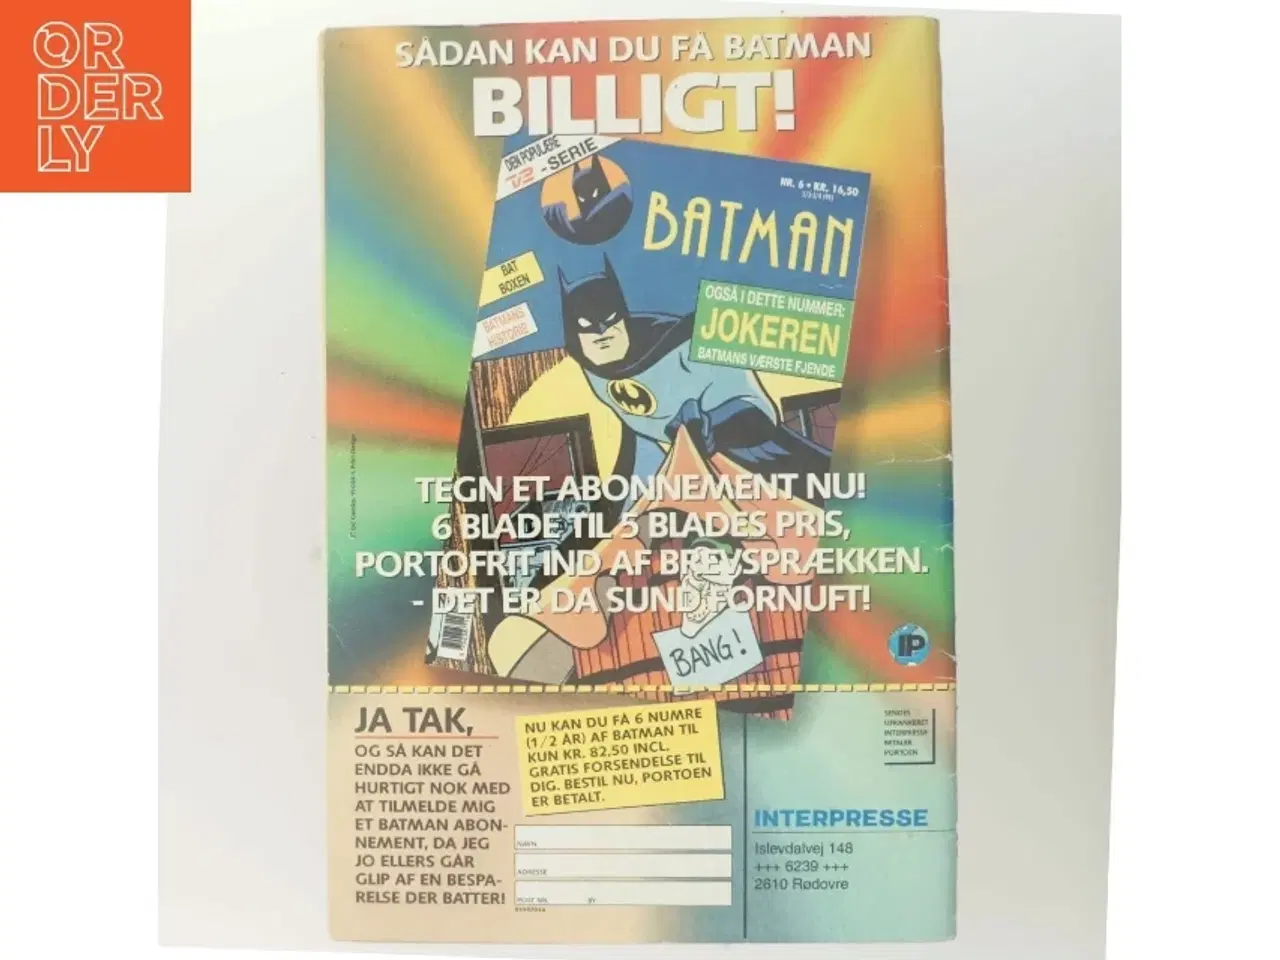 ORDERLY
SÅDAN KAN DU FÅ BATMAN
BILLIGT!
DEN POPULÆRE
TV2-SERIE
NR. 6 • KR. 16,50
BATMAN
BAT
BOXEN
BATMANS
HISTORIE
OGSÅ I DETTE NUMMER:
JOKEREN
BATMANS VÆRSTE FJENDE
TEGN ET ABONNEMENT NU!
6 BLADE TIL 5 BLADES PRIS,
PORTOFRIT IND AF BREVSPRÆKKEN.
- DET ER DA SUND FORNUFT!
BANG!
IP
JA TAK,
OG SÅ KAN DET
ENDDA IKKE GÅ
HURTIGT NOK MED
AT TILMELDE MIG
ET BATMAN ABON-
NEMENT, DA JEG
JO ELLERS GÅR
GLIP AF EN BESPA-
RELSE DER BATTER!
NU KAN DU FÅ 6 NUMRE
(1/2 ÅR) AF BATMAN TIL
KUN KR. 82.50 INCL.
GRATIS FORSENDELSE TIL
DIG. BESTIL NU, PORTOEN
ER BETALT.
NAVN
ADRESSE
POST NR. BY
SENDES
UFRANKERET
INTERPRESSE
BETALER
PORTOEN
INTERPRESSE
Islevdalvej 148
+++ 6239 +++
2610 Rødovre